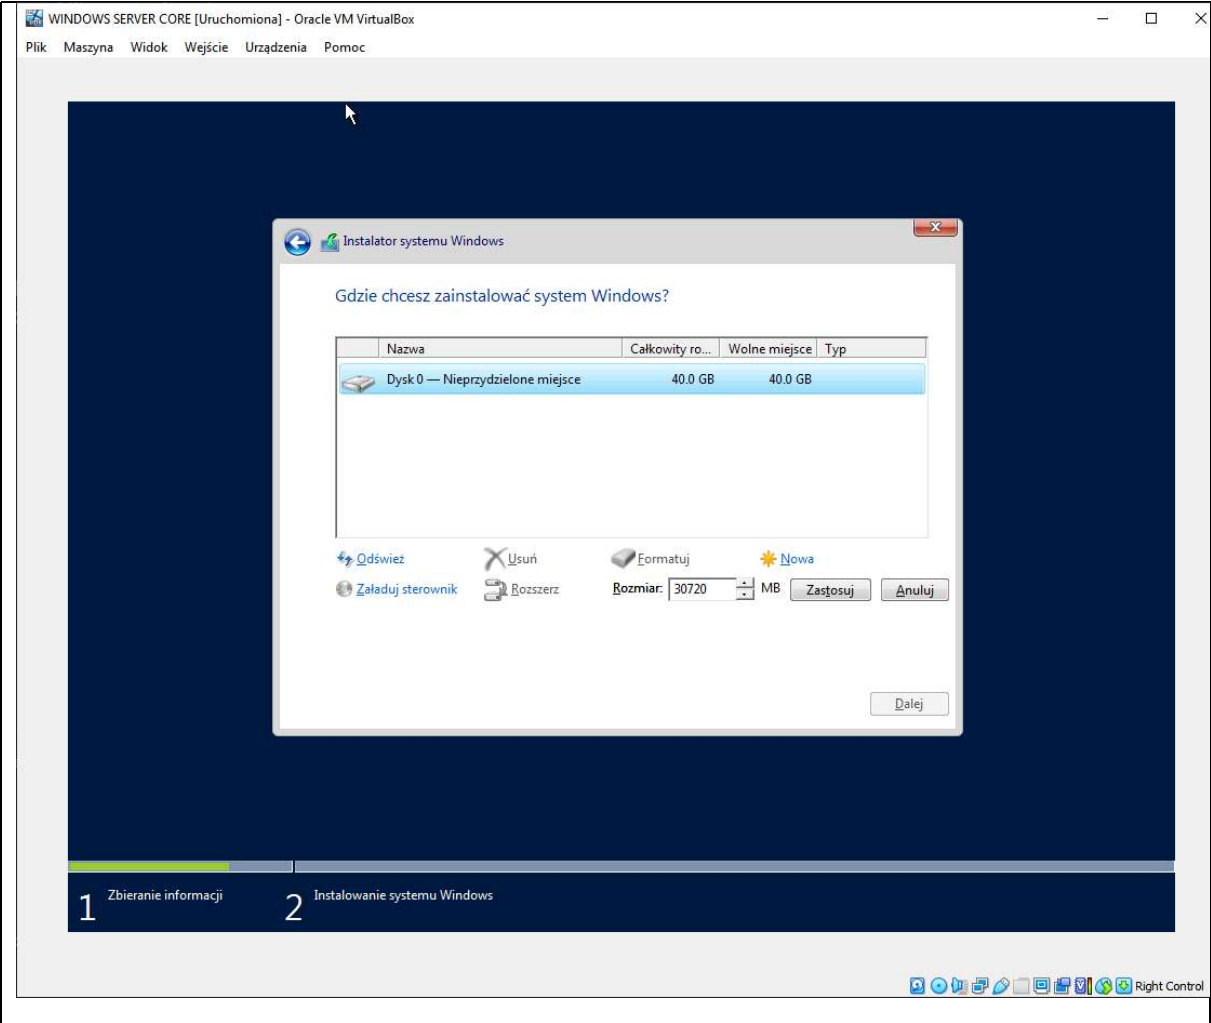 WINDOWS SERVER CORE [Uruchomiona] - Oracle VM VirtualBox
Plik Maszyna Widok Wejście Urządzenia Pomoc
Instalator systemu Windows
Gdzie chcesz zainstalować system Windows?
Nazwa Całkowity ro... Wolne miejsce Typ
Dysk 0 — Nieprzydzielone miejsce 40.0 GB 40.0 GB
Odśwież Usuń Formatuj Nowa
Załaduj sterownik Rozszerz Rozmiar: 30720 MB Zastosuj Anuluj
Dalej
1 Zbieranie informacji 2 Instalowanie systemu Windows
Right Control